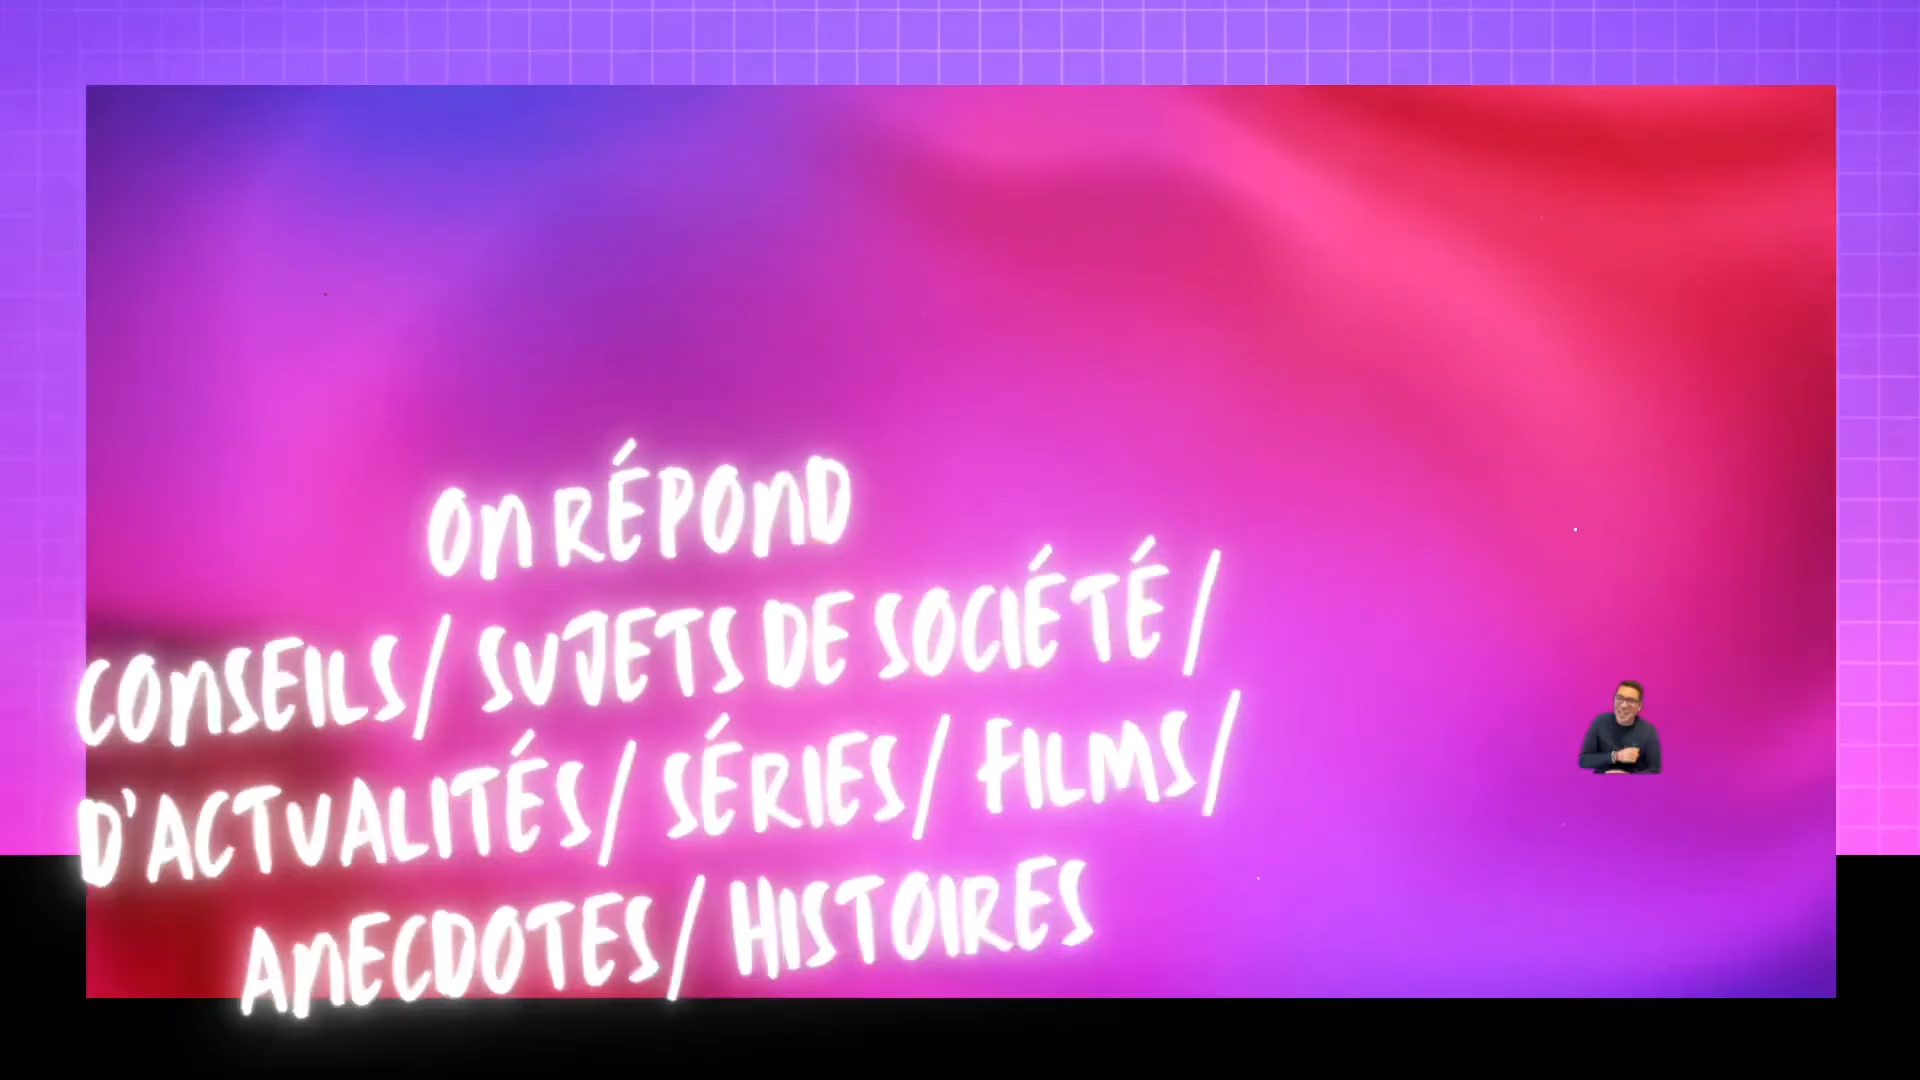 On RÉPOnD
COnSEILS/ SUJETS DE SOCIÉTÉ/
D'ACTUALITÉS/ SÉRIES/ FILMS/
AnECDOTES/ HISTOIRES